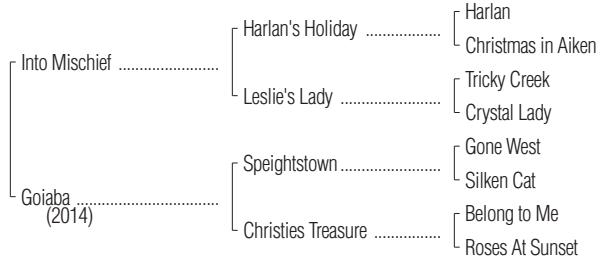 Harlan
Harlan's Holiday ..................
Christmas in Aiken
Into Mischief ........................
Tricky Creek
Leslie's Lady ........................
Crystal Lady
Gone West
Speightstown........................
Silken Cat
Goiaba ..................................
(2014)
Belong to Me
Christies Treasure ................
Roses At Sunset